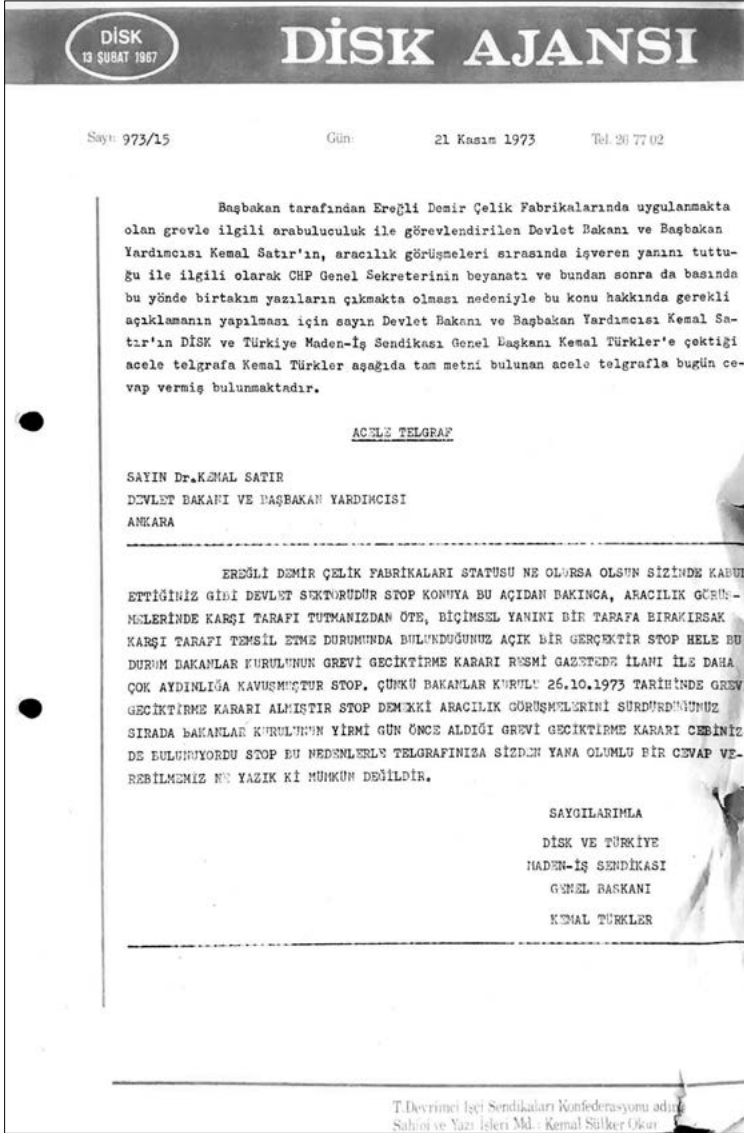 DİSK
13 ŞUBAT 1967
DİSK AJANSI
Sayı: 973/15 Gün: 21 Kasım 1973 Tel. 26 77 02
Başbakan tarafından Ereğli Demir Çelik Fabrikalarında uygulanmakta
olan grevle ilgili arabuluculuk ile görevlendirilen Devlet Bakanı ve Başbakan
Yardımcısı Kemal Satır'ın, aracılık görüşmeleri sırasında işveren yanını tuttu-
ğu ile ilgili olarak CHP Genel Sekreterinin beyanatı ve bundan sonra da basında
bu yönde birtakım yazıların çıkmakta olması nedeniyle bu konu hakkında gerekli
açıklamanın yapılması için sayın Devlet Bakanı ve Başbakan Yardımcısı Kemal Sa-
tır'ın DİSK ve Türkiye Maden-İş Sendikası Genel Başkanı Kemal Türkler'e çektiği
acele telgrafa Kemal Türkler aşağıda tam metni bulunan acele telgrafla bugün ce-
vap vermiş bulunmaktadır.
ACELE TELGRAF
SAYIN Dr.KEMAL SATIR
DEVLET BAKANI VE BAŞBAKAN YARDIMCISI
ANKARA
EREĞLİ DEMİR ÇELİK FABRİKALARI STATÜSÜ NE OLURSA OLSUN SİZİNDE KABUL
ETTİĞİNİZ GİBİ DEVLET SEKTÖRÜDÜR STOP KONUYA BU AÇIDAN BAKINCA, ARACILIK GÖRÜŞ-
MELERİNDE KARŞI TARAFI TUTMANIZDAN ÖTE, BİÇİMSEL YANINI BİR TARAFA BIRAKIRSAK
KARŞI TARAFI TEMSİL ETME DURUMUNDA BULUNDUĞUNUZ AÇIK BİR GERÇEKTİR STOP HELE BU
DURUM BAKANLAR KURULUNUN GREVİ GECİKTİRME KARARI RESMİ GAZETEDE İLANI İLE DAHA
ÇOK AYDINLIĞA KAVUŞMUŞTUR STOP. ÇÜNKÜ BAKANLAR KURULU 26.10.1973 TARİHİNDE GREV
GECİKTİRME KARARI ALMIŞTIR STOP DEMEKKİ ARACILIK GÖRÜŞMELERİNİ SÜRDÜRDÜĞÜNÜZ
SIRADA BAKANLAR KURULUNUN YİRMİ GÜN ÖNCE ALDIĞI GREVİ GECİKTİRME KARARI CEBİNİZ
DE BULUNUYORDU STOP BU NEDENLERLE TELGRAFINIZA SİZDEN YANA OLUMLU BİR CEVAP VE-
REBİLMEMİZ NE YAZIK Kİ MÜMKÜN DEĞİLDİR.
SAYGILARIMLA
DİSK VE TÜRKİYE
MADEN-İŞ SENDİKASI
GENEL BAŞKANI
KEMAL TÜRKLER
T.Devrimci İşçi Sendikaları Konfederasyonu adına
Sahibi ve Yazı İşleri Md.: Kemal Sülker Okur